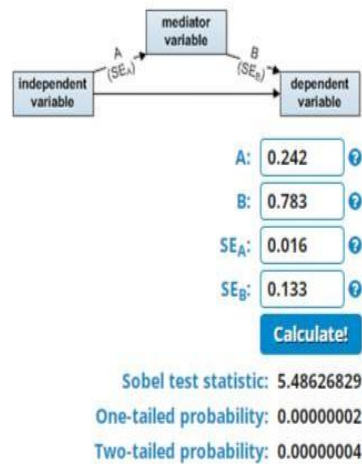 mediator
variable
A
(SEA)
B
(SEB)
independent
variable
dependent
variable
A: 0.242 ?
B: 0.783 ?
SEA: 0.016 ?
SEB: 0.133 ?
Calculate!
Sobel test statistic: 5.48626829
One-tailed probability: 0.00000002
Two-tailed probability: 0.00000004